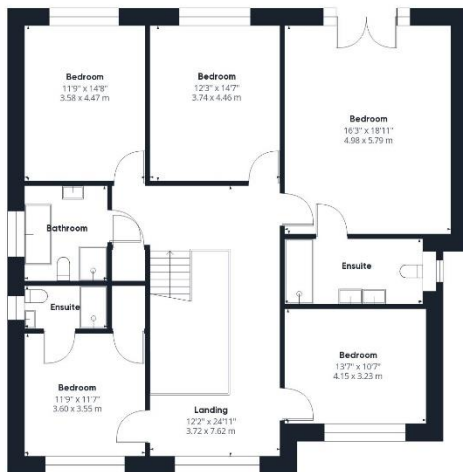 Bedroom
11'9" x 14'8"
3.58 x 4.47 m
Bedroom
12'3" x 14'7"
3.74 x 4.46 m
Bedroom
16'3" x 18'11"
4.98 x 5.79 m
Bathroom
Ensuite
Ensuite
Bedroom
11'9" x 11'7"
3.60 x 3.55 m
Landing
12'2" x 24'11"
3.72 x 7.62 m
Bedroom
13'7" x 10'7"
4.15 x 3.23 m